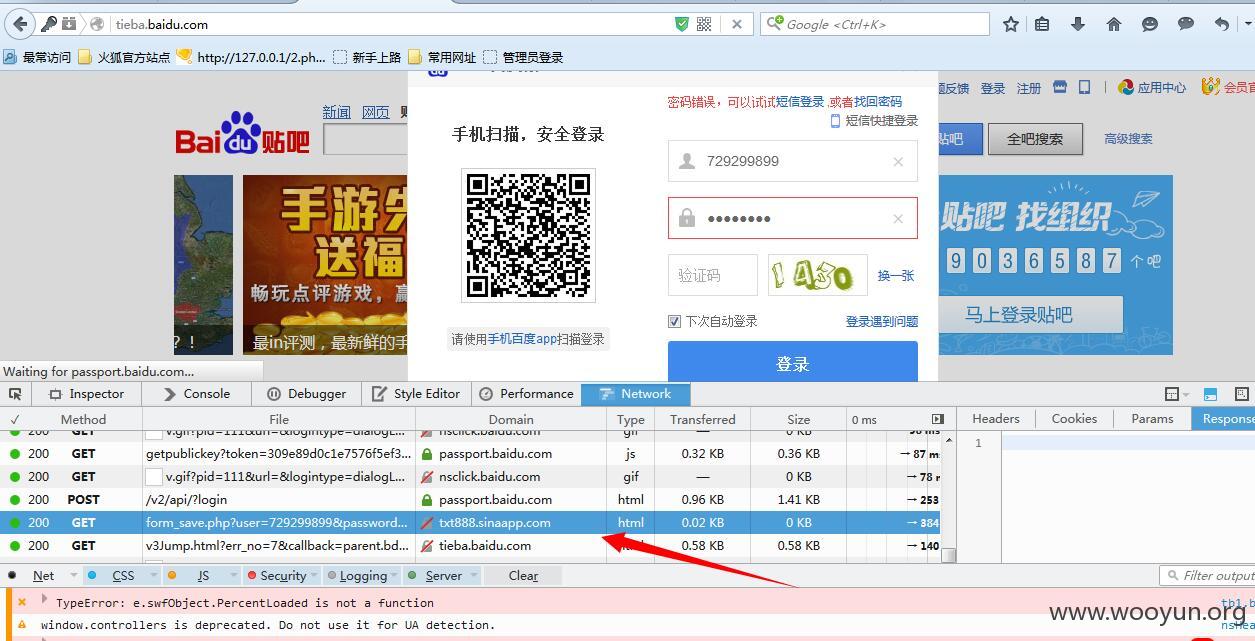 tieba.baidu.com
Google <Ctrl+K>
最常访问 火狐官方站点 http://127.0.0.1/2.ph... 新手上路 常用网址 管理员登录
反馈 登录 注册 应用中心 会员官
Bai du 贴吧
新闻 网页
贴吧 全吧搜索 高级搜索
密码错误，可以试试短信登录 ,或者找回密码
短信快捷登录
手机扫描，安全登录
729299899
••••••••
验证码
1A30
换一张
下次自动登录 登录遇到问题
请使用手机百度app扫描登录
登录
手游先
送福
畅玩点评游戏，赢
？！
最in评测，最新鲜的手
贴吧 找组织
9 0 3 6 5 8 7 个吧
马上登录贴吧
Waiting for passport.baidu.com...
Inspector Console Debugger Style Editor Performance Network
✓ Method File Domain Type Transferred Size 0 ms Headers Cookies Params Response
200 GET v.gif?pid=111&url=&logintype=dialogL... nsclick.baidu.com gif — 0 KB
200 GET getpublickey?token=309e89d0c1e7576f5ef3... passport.baidu.com js 0.32 KB 0.36 KB → 87 ms
200 GET v.gif?pid=111&url=&logintype=dialogL... nsclick.baidu.com gif — 0 KB → 78 r
200 POST /v2/api/?login passport.baidu.com html 0.96 KB 1.41 KB → 253
200 GET form_save.php?user=729299899&password... txt888.sinaapp.com html 0.02 KB 0 KB → 384
200 GET v3Jump.html?err_no=7&callback=parent.bd... tieba.baidu.com html 0.58 KB 0.58 KB → 140
1
Net CSS JS Security Logging Server Clear Filter output
TypeError: e.swfObject.PercentLoaded is not a function tb1.b
window.controllers is deprecated. Do not use it for UA detection. nshea
www.wooyun.org